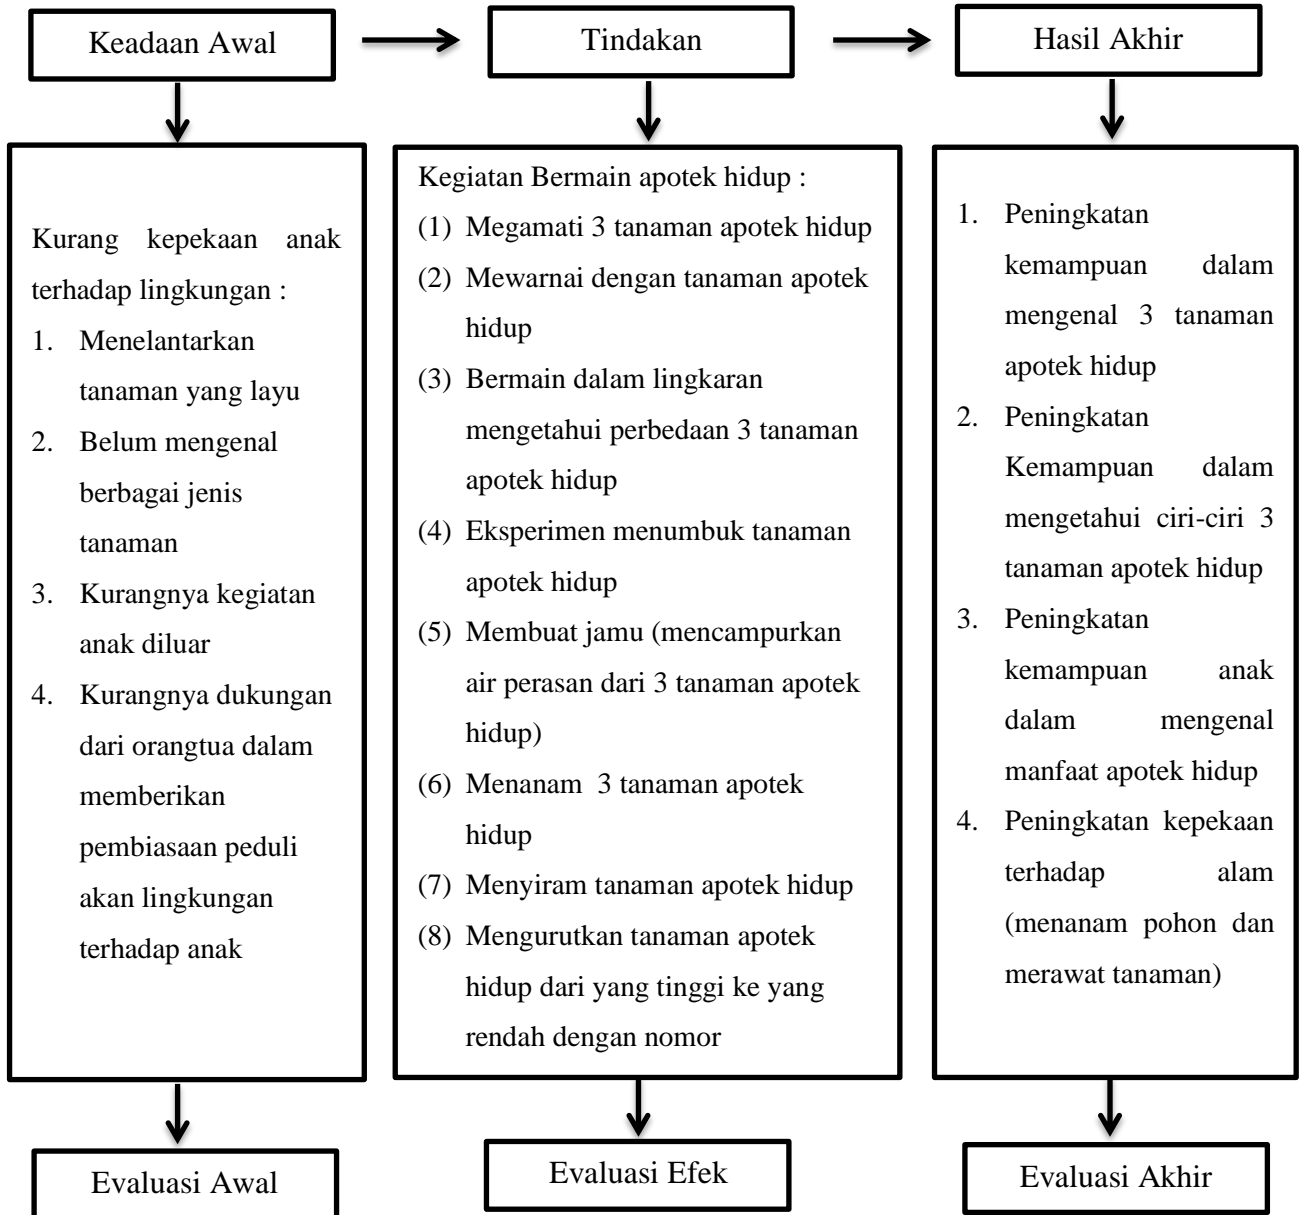 Keadaan Awal
Tindakan
Hasil Akhir
Kurang kepekaan anak
terhadap lingkungan :
1. Menelantarkan
tanaman yang layu
2. Belum mengenal
berbagai jenis
tanaman
3. Kurangnya kegiatan
anak diluar
4. Kurangnya dukungan
dari orangtua dalam
memberikan
pembiasaan peduli
akan lingkungan
terhadap anak
Kegiatan Bermain apotek hidup :
(1) Megamati 3 tanaman apotek hidup
(2) Mewarnai dengan tanaman apotek
hidup
(3) Bermain dalam lingkaran
mengetahui perbedaan 3 tanaman
apotek hidup
(4) Eksperimen menumbuk tanaman
apotek hidup
(5) Membuat jamu (mencampurkan
air perasan dari 3 tanaman apotek
hidup)
(6) Menanam 3 tanaman apotek
hidup
(7) Menyiram tanaman apotek hidup
(8) Mengurutkan tanaman apotek
hidup dari yang tinggi ke yang
rendah dengan nomor
1. Peningkatan
kemampuan dalam
mengenal 3 tanaman
apotek hidup
2. Peningkatan
Kemampuan dalam
mengetahui ciri-ciri 3
tanaman apotek hidup
3. Peningkatan
kemampuan anak
dalam mengenal
manfaat apotek hidup
4. Peningkatan kepekaan
terhadap alam
(menanam pohon dan
merawat tanaman)
Evaluasi Awal
Evaluasi Efek
Evaluasi Akhir